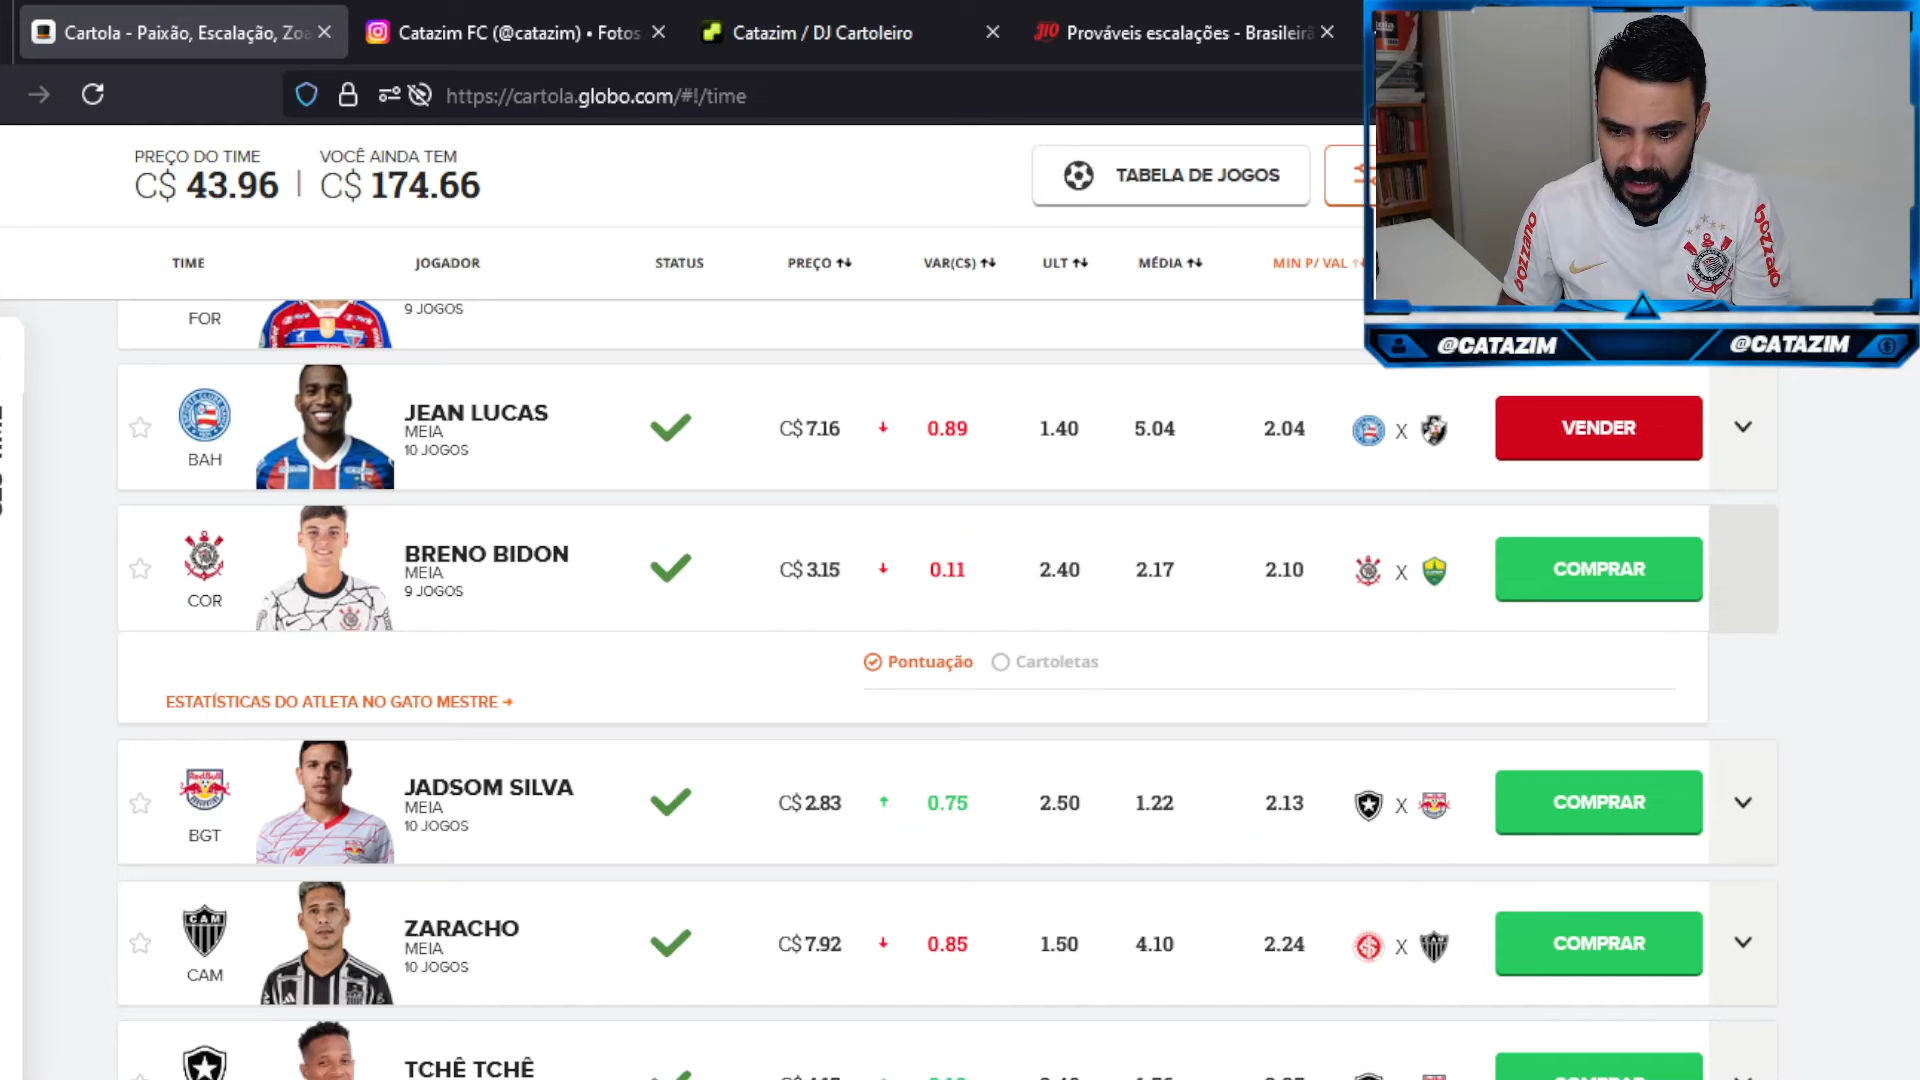 Cartola - Paixão, Escalação, Zoa
Catazim FC (@catazim) • Fotos
Catazim / DJ Cartoleiro
Prováveis escalações - Brasileirã
https://cartola.globo.com/#!/time
PREÇO DO TIME
C$ 43.96
VOCÊ AINDA TEM
C$ 174.66
TABELA DE JOGOS
bozzano
bozzano
@CATAZIM
@CATAZIM
TIME JOGADOR STATUS PREÇO VAR(C$) ULT MÉDIA MIN P/ VAL
FOR
9 JOGOS
BAH
JEAN LUCAS
MEIA
10 JOGOS
C$ 7.16 0.89 1.40 5.04 2.04 X VENDER
COR
BRENO BIDON
MEIA
9 JOGOS
C$ 3.15 0.11 2.40 2.17 2.10 X COMPRAR
Pontuação Cartoletas
ESTATÍSTICAS DO ATLETA NO GATO MESTRE
BGT
JADSOM SILVA
MEIA
10 JOGOS
C$ 2.83 0.75 2.50 1.22 2.13 X COMPRAR
CAM
ZARACHO
MEIA
10 JOGOS
C$ 7.92 0.85 1.50 4.10 2.24 X COMPRAR
TCHÊ TCHÊ